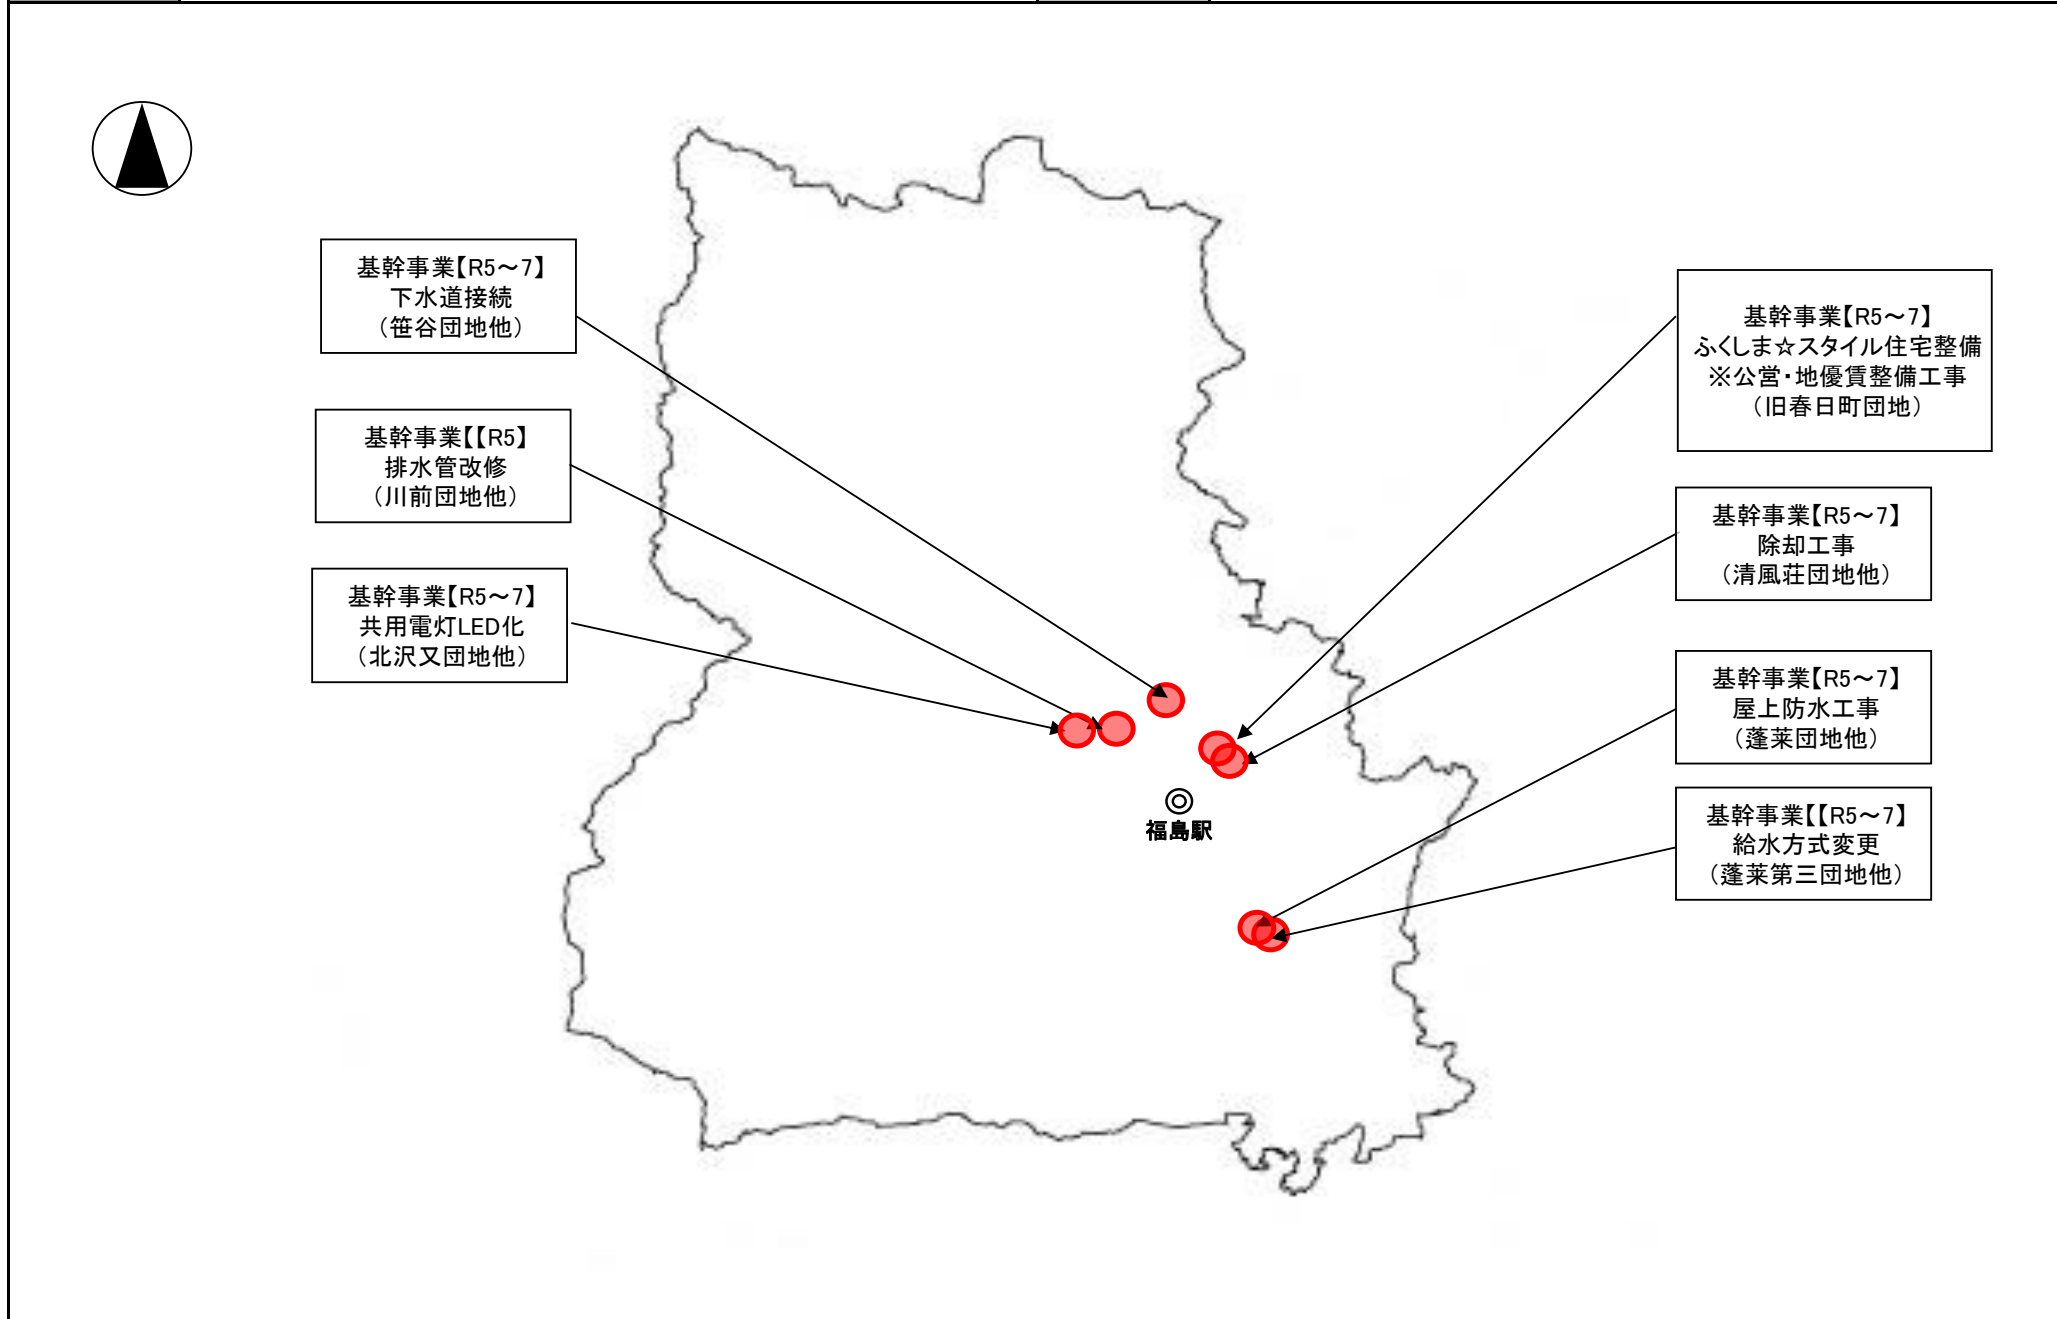 基幹事業【R5～7】
下水道接続
（笹谷団地他）
基幹事業【【R5】
排水管改修
（川前団地他）
基幹事業【R5～7】
共用電灯LED化
（北沢又団地他）
基幹事業【R5～7】
ふくしま☆スタイル住宅整備
※公営・地優賃整備工事
（旧春日町団地）
基幹事業【R5～7】
除却工事
（清風荘団地他）
基幹事業【R5～7】
屋上防水工事
（蓬莱団地他）
基幹事業【【R5～7】
給水方式変更
（蓬莱第三団地他）
福島駅